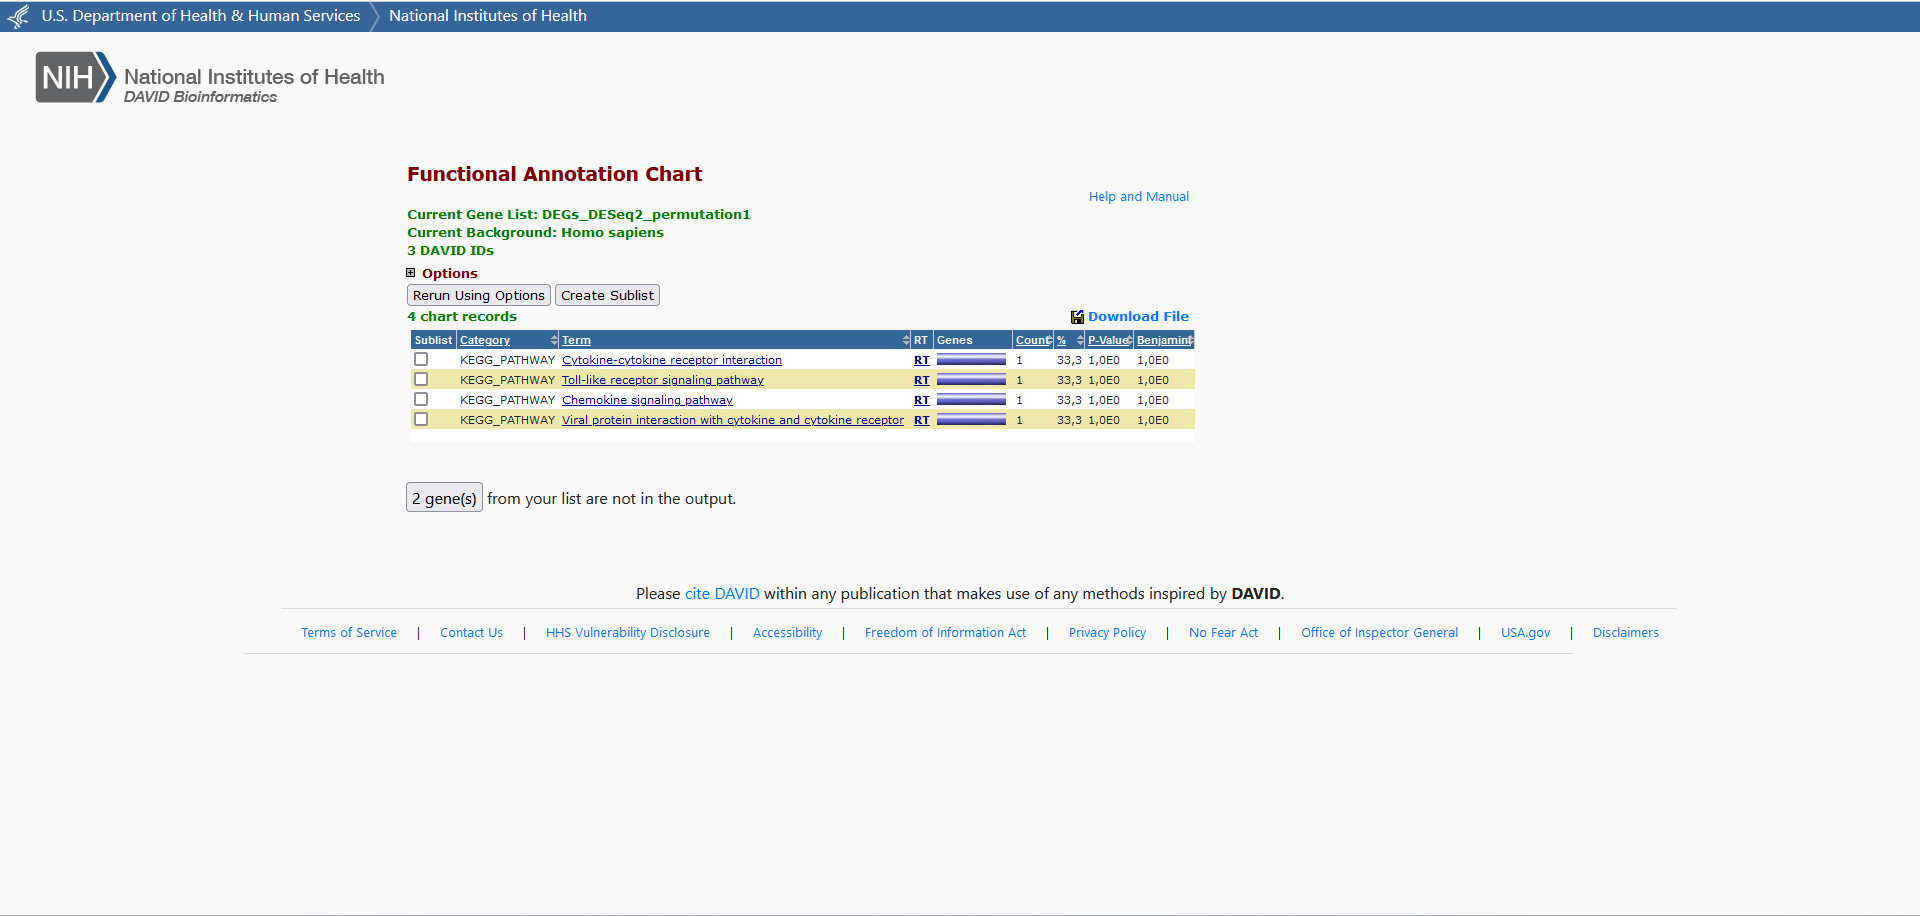 U.S. Department of Health & Human Services National Institutes of Health
NIH National Institutes of Health
DAVID Bioinformatics
Functional Annotation Chart
Help and Manual
Current Gene List: DEGs_DESeq2_permutation1
Current Background: Homo sapiens
3 DAVID IDs
Options
Rerun Using Options Create Sublist
4 chart records Download File
Sublist Category Term RT Genes Count % P-Value Benjamini
KEGG_PATHWAY Cytokine-cytokine receptor interaction RT 1 33,3 1,0E0 1,0E0
KEGG_PATHWAY Toll-like receptor signaling pathway RT 1 33,3 1,0E0 1,0E0
KEGG_PATHWAY Chemokine signaling pathway RT 1 33,3 1,0E0 1,0E0
KEGG_PATHWAY Viral protein interaction with cytokine and cytokine receptor RT 1 33,3 1,0E0 1,0E0
2 gene(s) from your list are not in the output.
Please cite DAVID within any publication that makes use of any methods inspired by DAVID.
Terms of Service | Contact Us | HHS Vulnerability Disclosure | Accessibility | Freedom of Information Act | Privacy Policy | No Fear Act | Office of Inspector General | USA.gov | Disclaimers